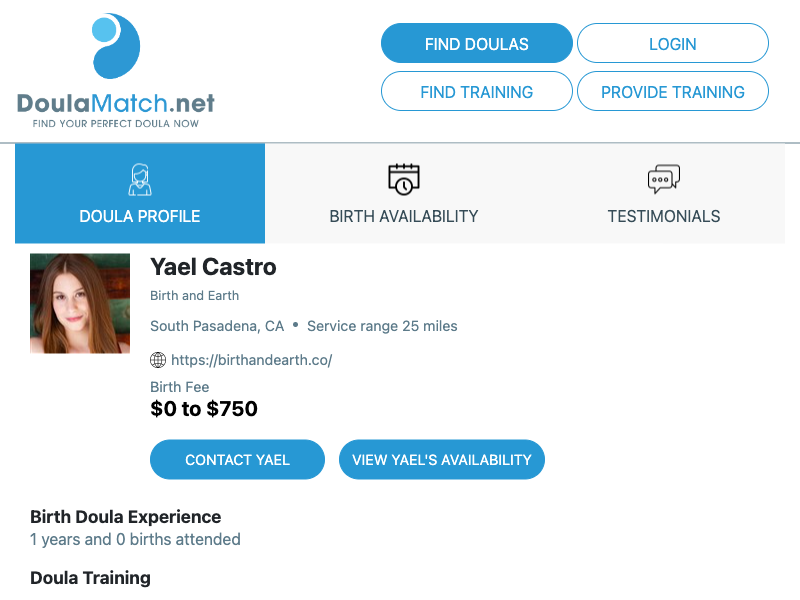 DoulaMatch.net
FIND YOUR PERFECT DOULA NOW
FIND DOULAS
LOGIN
FIND TRAINING
PROVIDE TRAINING
DOULA PROFILE
BIRTH AVAILABILITY
TESTIMONIALS
Yael Castro
Birth and Earth
South Pasadena, CA • Service range 25 miles
https://birthandearth.co/
Birth Fee
$0 to $750
CONTACT YAEL
VIEW YAEL'S AVAILABILITY
Birth Doula Experience
1 years and 0 births attended
Doula Training